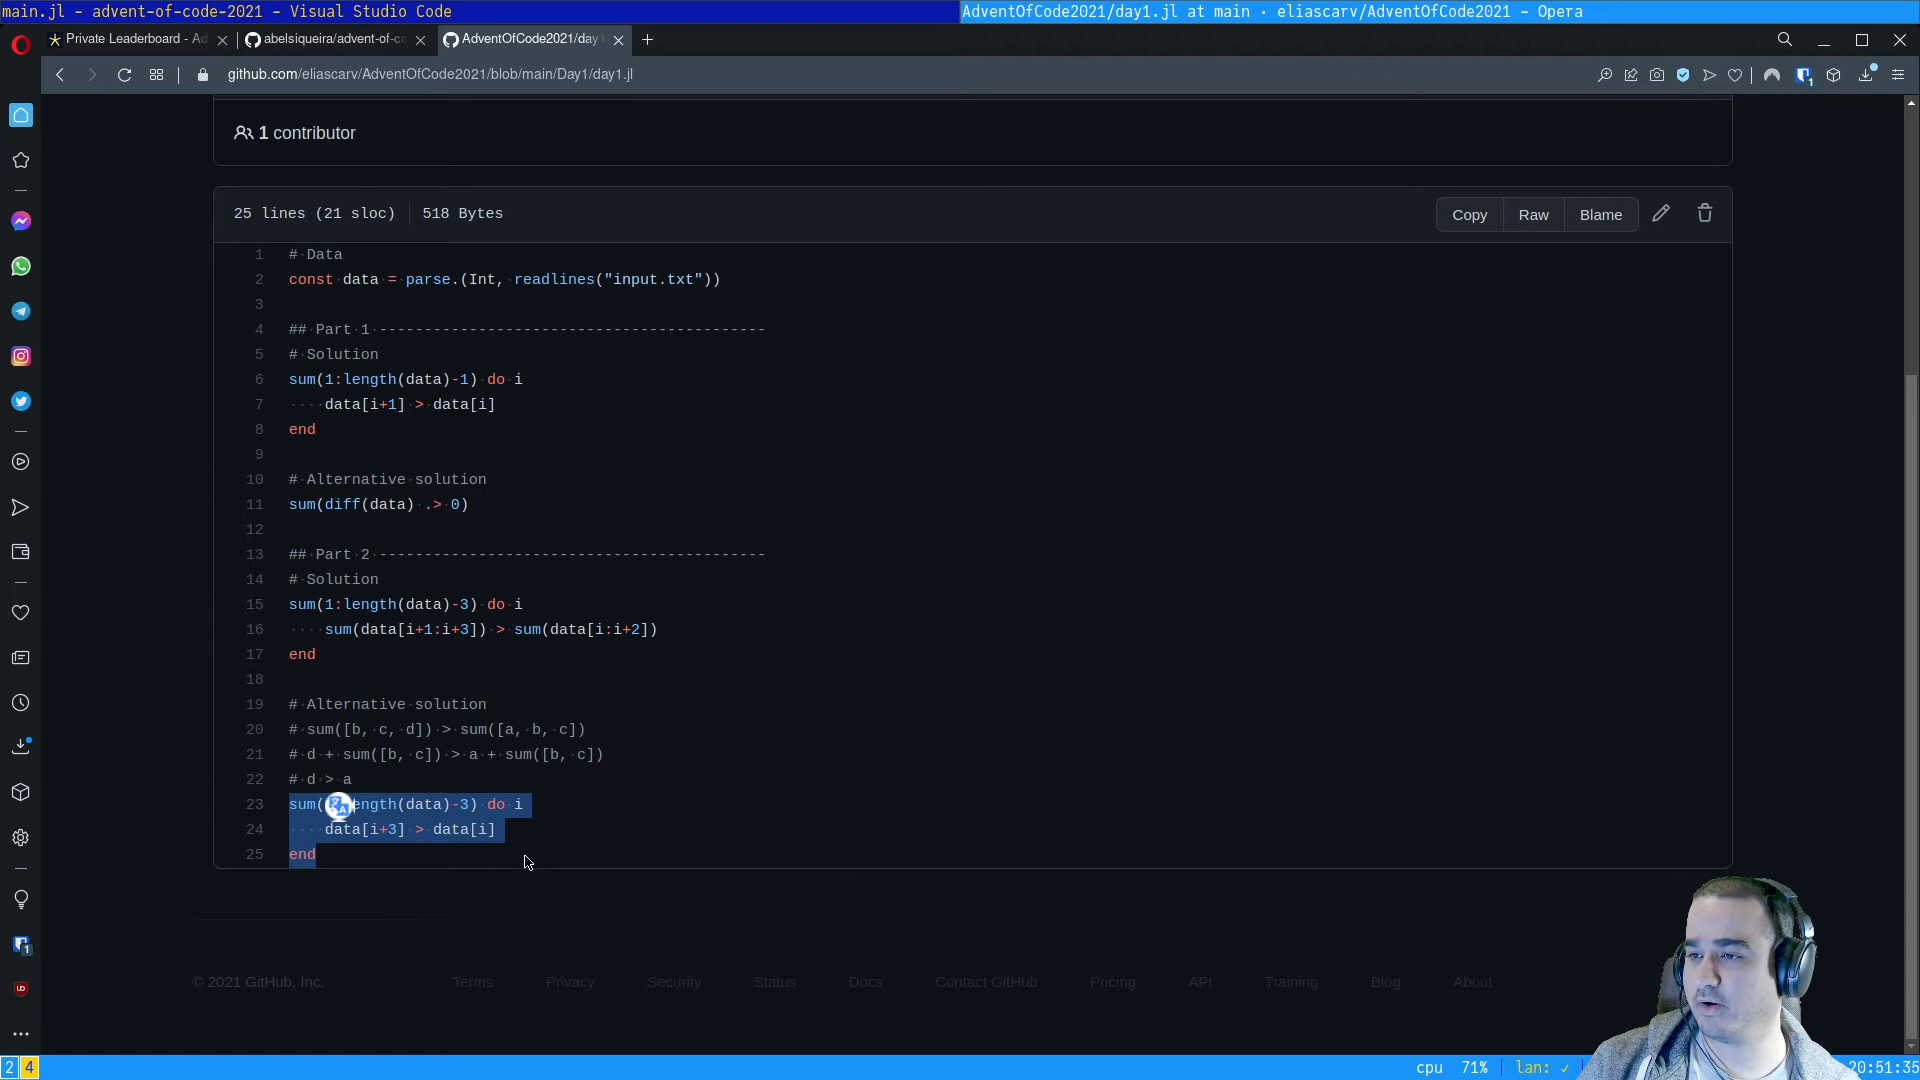 main.jl - advent-of-code-2021 - Visual Studio Code
AdventOfCode2021/day1.jl at main · eliascarv/AdventOfCode2021 - Opera
Private Leaderboard - Ad
abelsiqueira/advent-of-co
AdventOfCode2021/day1
github.com/eliascarv/AdventOfCode2021/blob/main/Day1/day1.jl
1 contributor
25 lines (21 sloc) 518 Bytes
Copy Raw Blame
1 # Data
2 const data = parse.(Int, readlines("input.txt"))
3
4 ## Part 1 -------------------------------------------
5 # Solution
6 sum(1:length(data)-1) do i
7 data[i+1] > data[i]
8 end
9
10 # Alternative solution
11 sum(diff(data) .> 0)
12
13 ## Part 2 -------------------------------------------
14 # Solution
15 sum(1:length(data)-3) do i
16 sum(data[i+1:i+3]) > sum(data[i:i+2])
17 end
18
19 # Alternative solution
20 # sum([b, c, d]) > sum([a, b, c])
21 # d + sum([b, c]) > a + sum([b, c])
22 # d > a
23 sum( ength(data)-3) do i
24 data[i+3] > data[i]
25 end
© 2021 GitHub, Inc. Terms Privacy Security Status Docs Contact GitHub Pricing API Training Blog About
2 4 cpu 71% lan: ✓ 20:51:35